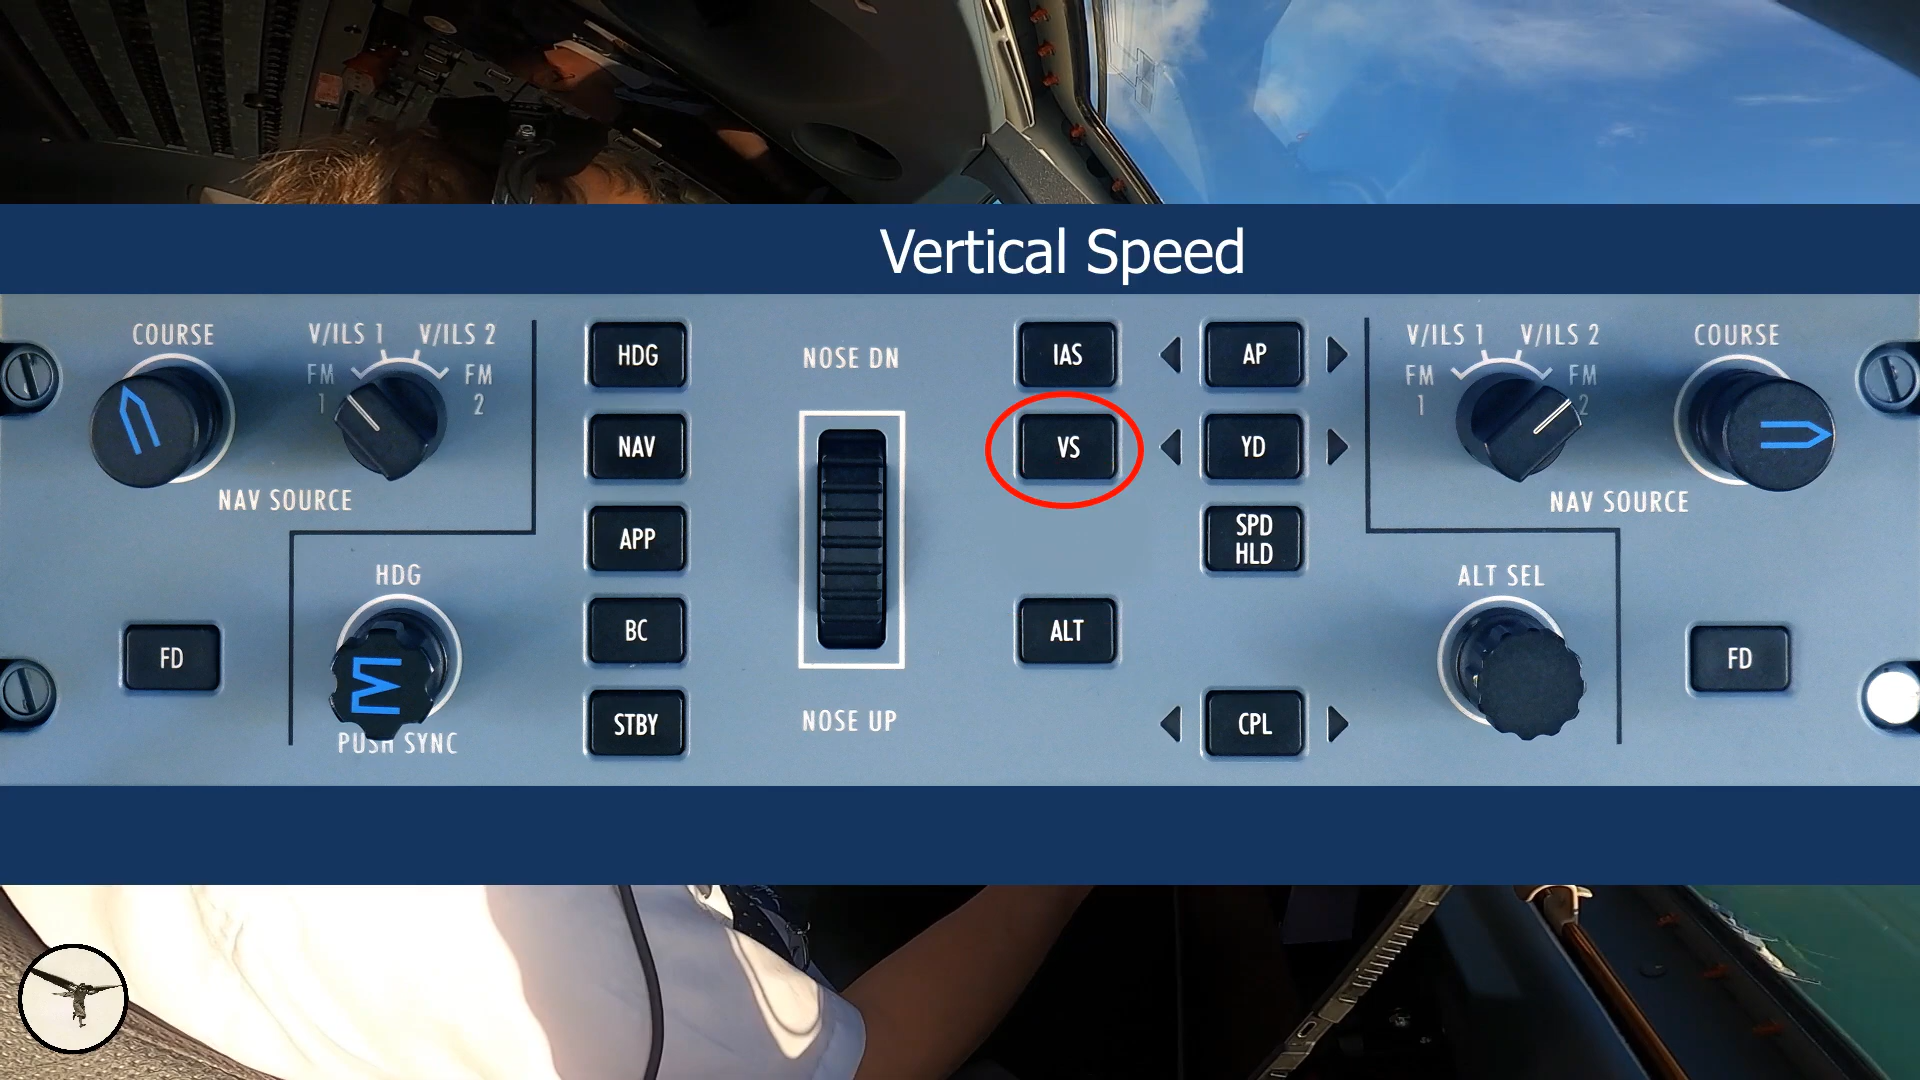 Vertical Speed
COURSE
V/ILS 1
V/ILS 2
FM
1
FM
2
NAV SOURCE
HDG
PUSH SYNC
FD
HDG
NAV
APP
BC
STBY
NOSE DN
NOSE UP
IAS
VS
ALT
AP
YD
SPD
HLD
CPL
V/ILS 1
V/ILS 2
FM
1
FM
2
NAV SOURCE
COURSE
ALT SEL
FD